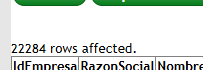 22284 rows affected.
IdEmpresa RazonSocial Nombre